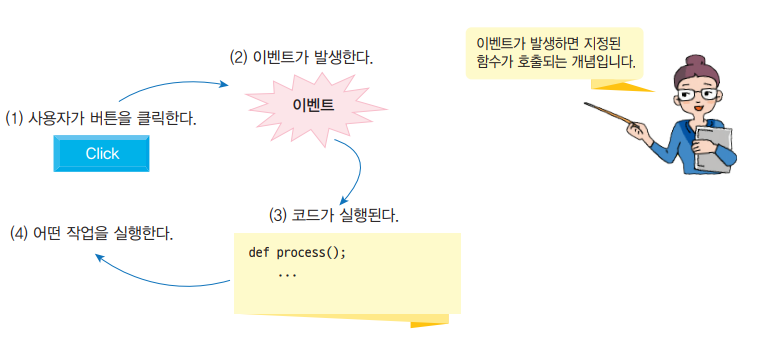 (2) 이벤트가 발생한다.
이벤트가 발생하면 지정된
함수가 호출되는 개념입니다.
이벤트
(1) 사용자가 버튼을 클릭한다.
Click
(3) 코드가 실행된다.
(4) 어떤 작업을 실행한다.
def process();
...